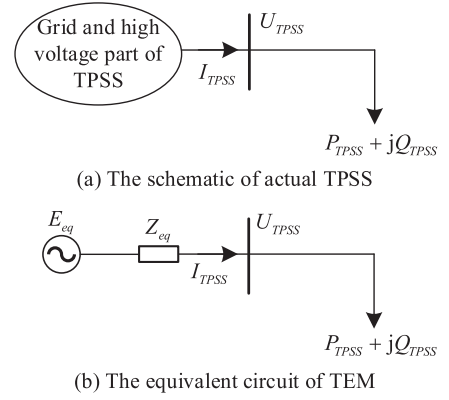 Grid and high
voltage part of
TPSS
U_TPSS
I_TPSS
P_TPSS + jQ_TPSS
(a) The schematic of actual TPSS
E_eq
Z_eq
U_TPSS
I_TPSS
P_TPSS + jQ_TPSS
(b) The equivalent circuit of TEM